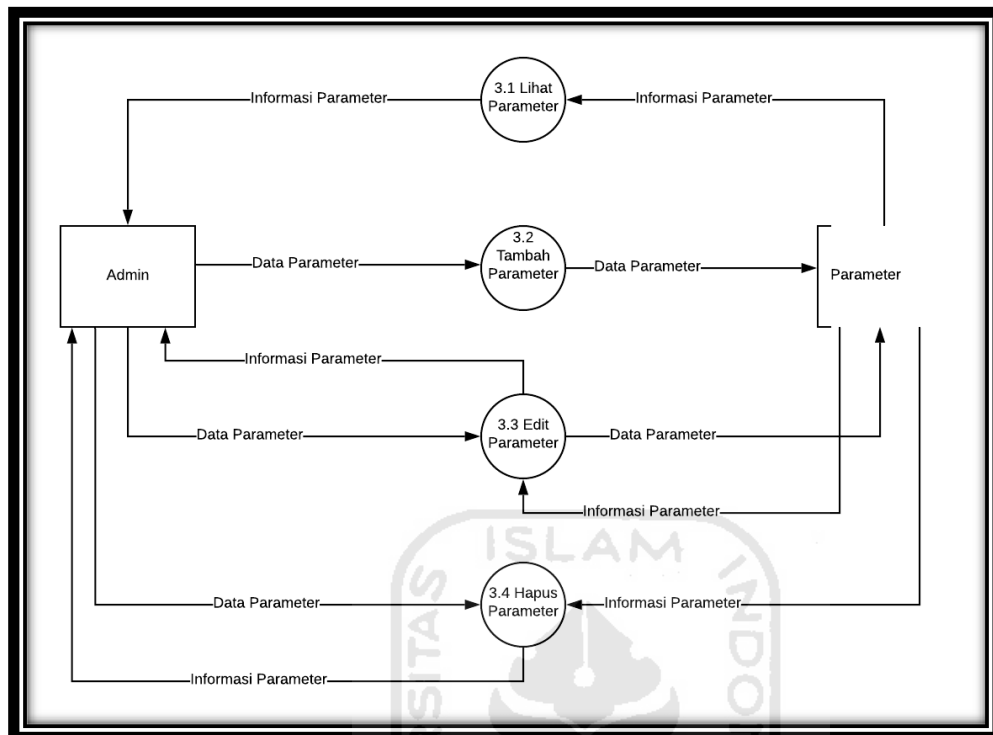 3.1 Lihat
Parameter
Informasi Parameter
Informasi Parameter
Admin
Data Parameter
3.2
Tambah
Parameter
Data Parameter
Parameter
Informasi Parameter
Data Parameter
3.3 Edit
Parameter
Data Parameter
Informasi Parameter
ISLAM
Data Parameter
3.4 Hapus
Parameter
Informasi Parameter
Informasi Parameter